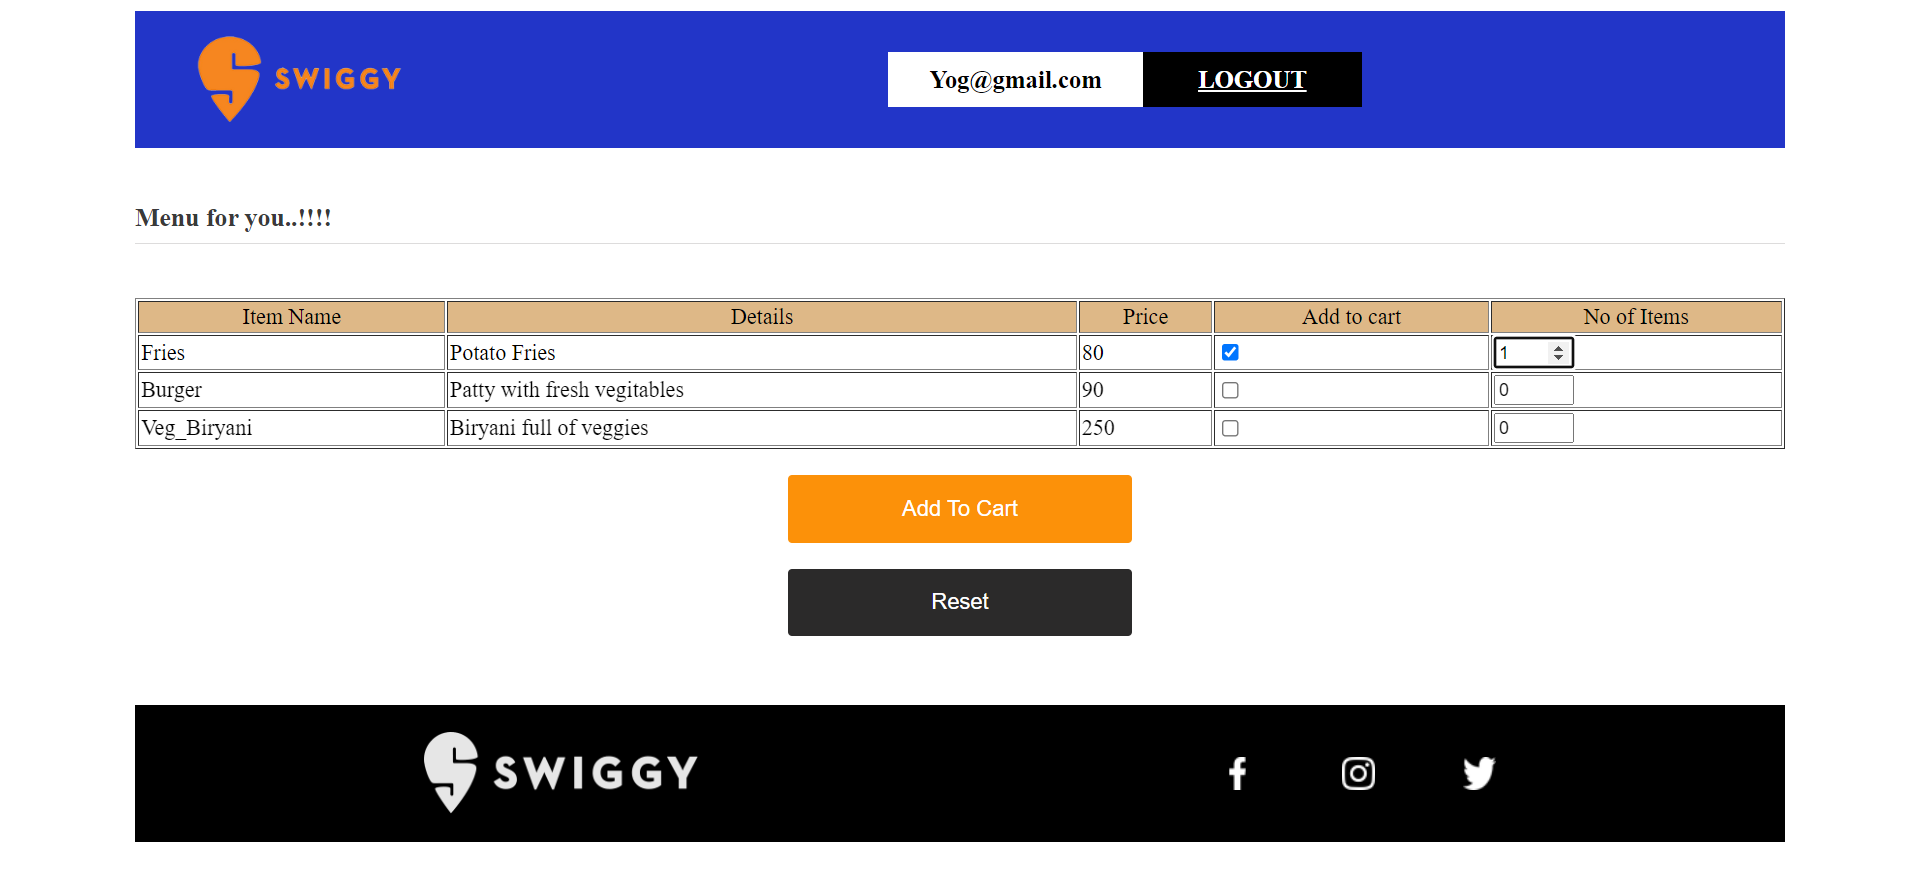 SWIGGY Yog@gmail.com LOGOUT
Menu for you..!!!!
Item Name Details Price Add to cart No of Items
Fries Potato Fries 80 1
Burger Patty with fresh vegitables 90 0
Veg_Biryani Biryani full of veggies 250 0
Add To Cart
Reset
SWIGGY